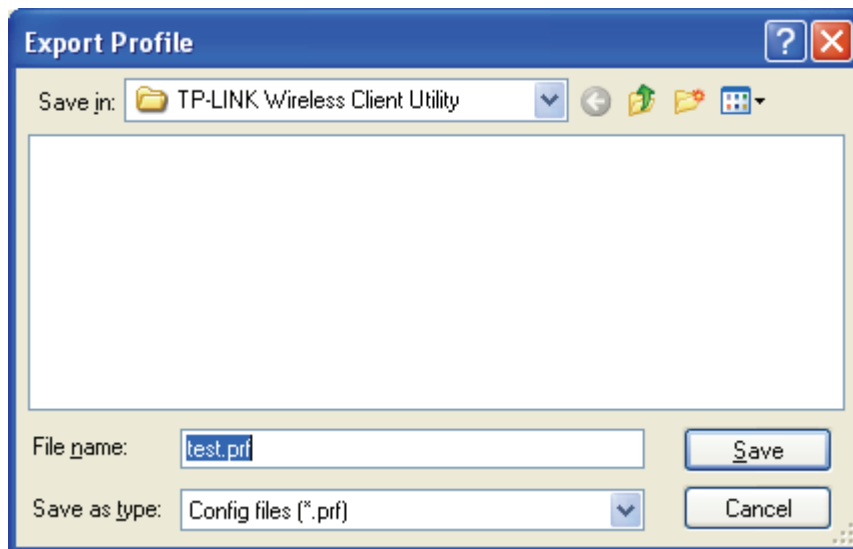 Export Profile
Save in: TP-LINK Wireless Client Utility
File name: test.prf Save
Save as type: Config files (*.prf) Cancel